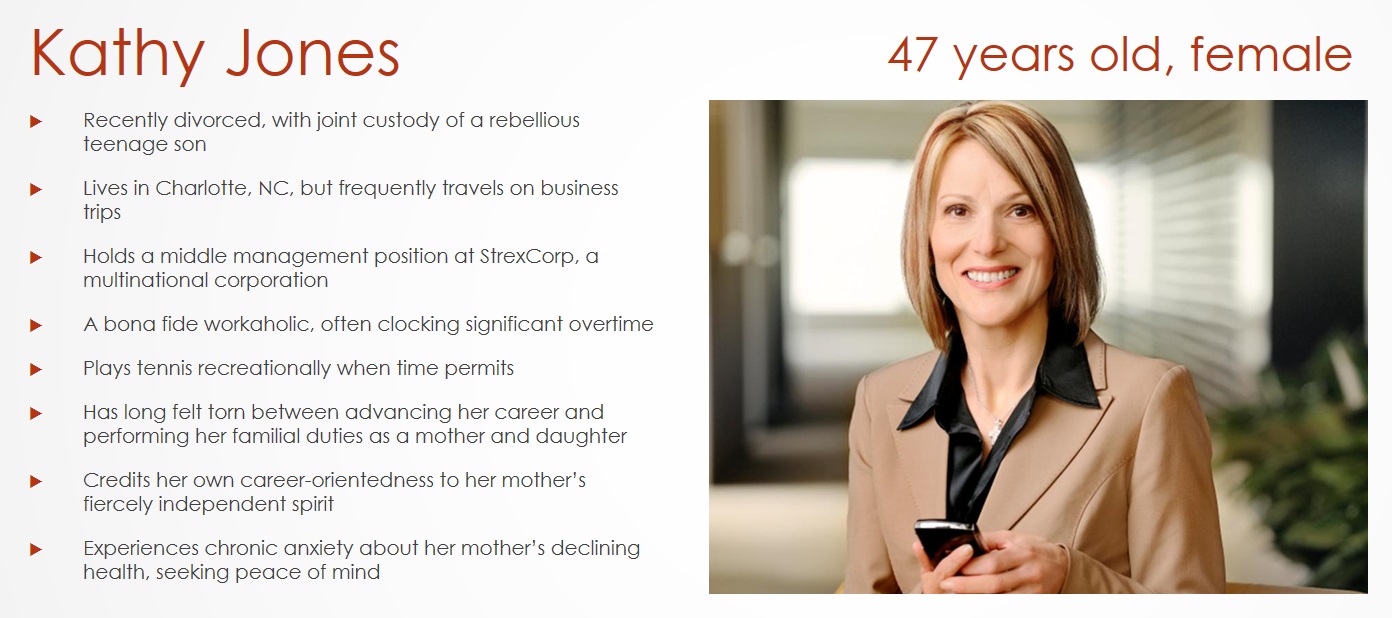 Kathy Jones
47 years old, female
Recently divorced, with joint custody of a rebellious
teenage son
Lives in Charlotte, NC, but frequently travels on business
trips
Holds a middle management position at StrexCorp, a
multinational corporation
A bona fide workaholic, often clocking significant overtime
Plays tennis recreationally when time permits
Has long felt torn between advancing her career and
performing her familial duties as a mother and daughter
Credits her own career-orientedness to her mother’s
fiercely independent spirit
Experiences chronic anxiety about her mother’s declining
health, seeking peace of mind